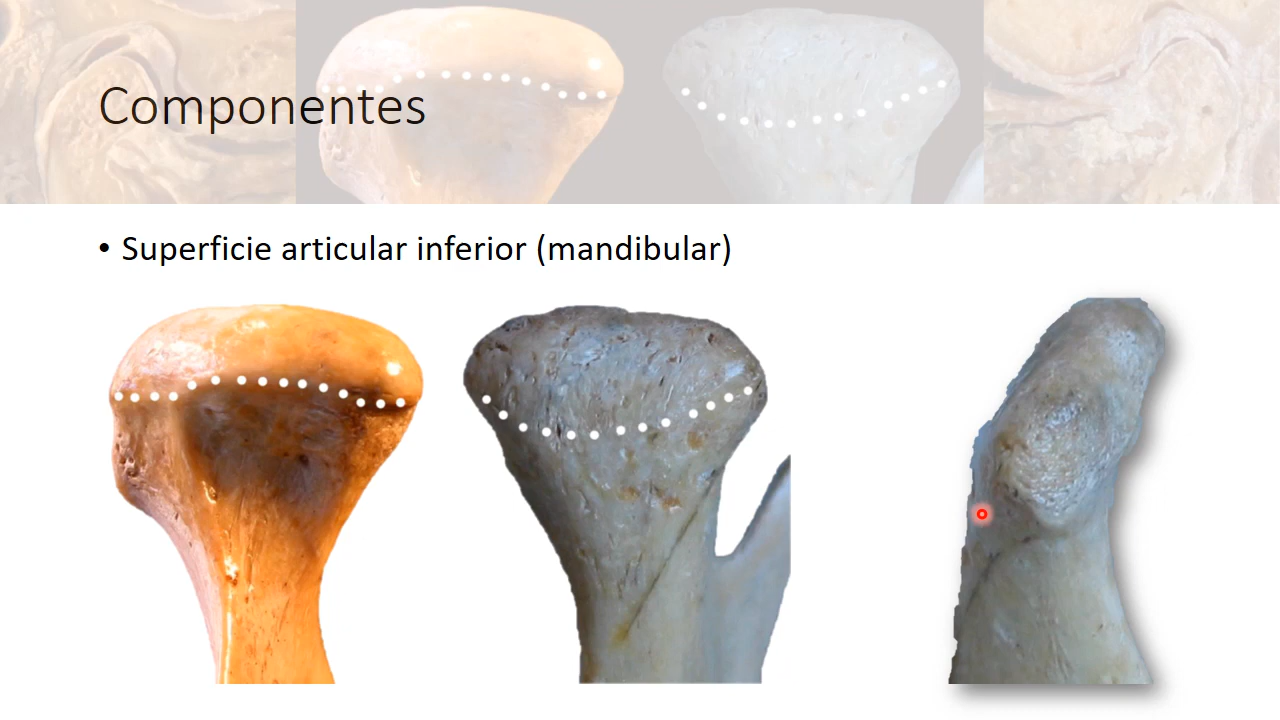 Componentes
• Superficie articular inferior (mandibular)